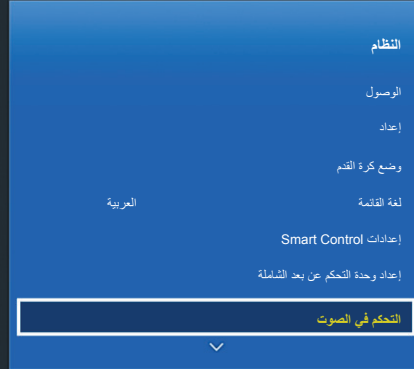 النظام
الوصول
إعداد
وضع كرة القدم
لغة القائمة العربية
إعدادات Smart Control
إعداد وحدة التحكم عن بعد الشاملة
التحكم في الصوت